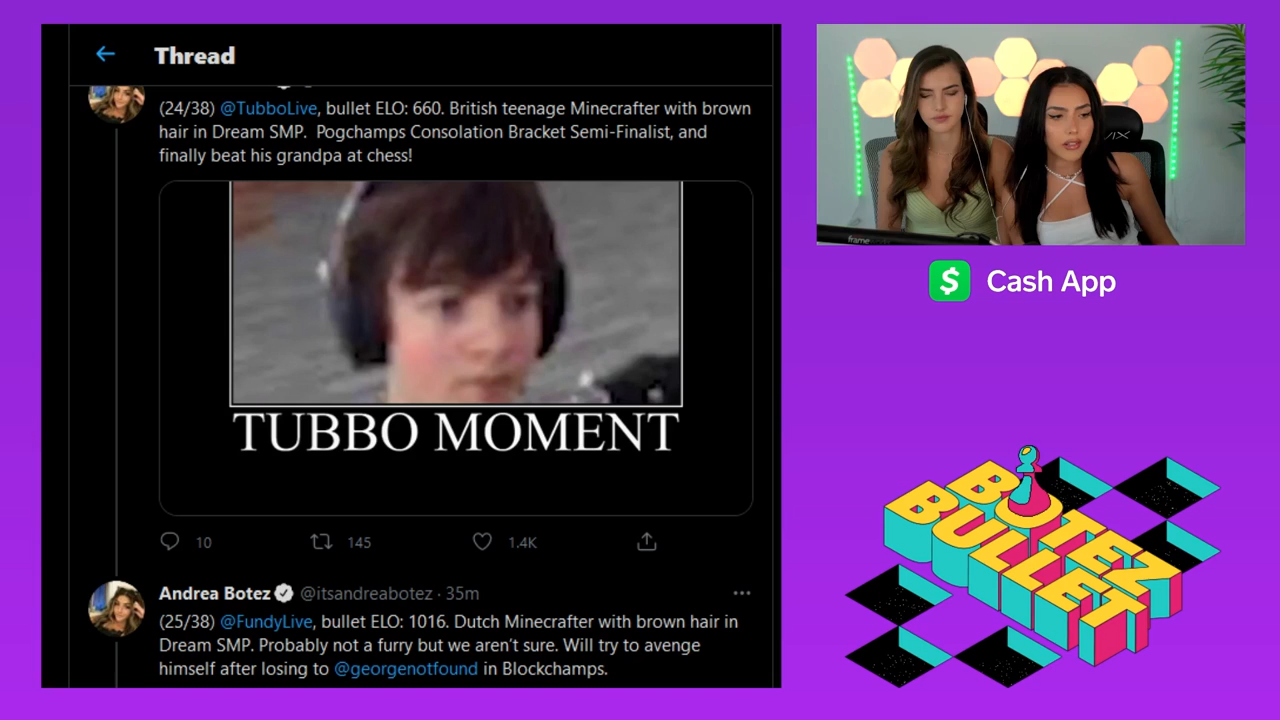 Thread
(24/38) @TubboLive, bullet ELO: 660. British teenage Minecrafter with brown
hair in Dream SMP.  Pogchamps Consolation Bracket Semi-Finalist, and
finally beat his grandpa at chess!
TUBBO MOMENT
10 145 1.4K
Andrea Botez @itsandreabotez · 35m
(25/38) @FundyLive, bullet ELO: 1016. Dutch Minecrafter with brown hair in
Dream SMP. Probably not a furry but we aren't sure. Will try to avenge
himself after losing to @georgenotfound in Blockchamps.
frame
$ Cash App
BOTEZ
BULLET